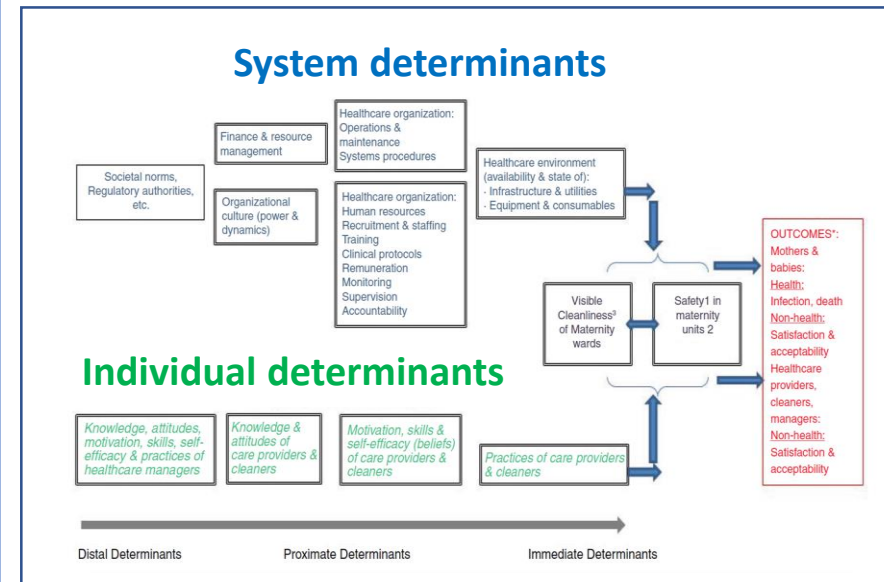 System determinants
Societal norms,
Regulatory authorities,
etc.
Finance & resource
management
Organizational
culture (power &
dynamics)
Healthcare organization:
Operations &
maintenance
Systems procedures
Healthcare organization:
Human resources
Recruitment & staffing
Training
Clinical protocols
Remuneration
Monitoring
Supervision
Accountability
Healthcare environment
(availability & state of):
- Infrastructure & utilities
- Equipment & consumables
Visible
Cleanliness³
of Maternity
wards
Safety1 in
maternity
units 2
OUTCOMES*:
Mothers &
babies:
Health:
Infection, death
Non-health:
Satisfaction &
acceptability
Healthcare
providers,
cleaners,
managers:
Non-health:
Satisfaction &
acceptability
Individual determinants
Knowledge, attitudes,
motivation, skills, self-
efficacy & practices of
healthcare managers
Knowledge &
attitudes of
care providers &
cleaners
Motivation, skills &
self-efficacy (beliefs)
of care providers &
cleaners
Practices of care providers
& cleaners
Distal Determinants
Proximate Determinants
Immediate Determinants